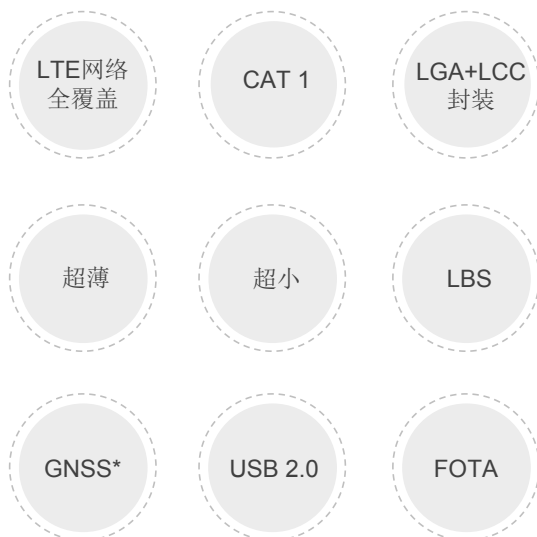 LTE网络
全覆盖
CAT 1
LGA+LCC
封装
超薄
超小
LBS
GNSS*
USB 2.0
FOTA